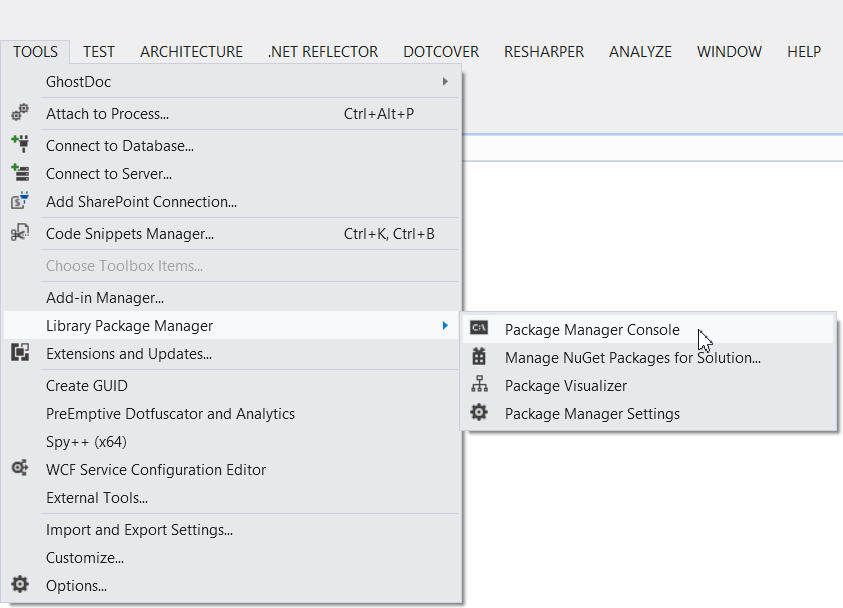 TOOLS TEST ARCHITECTURE .NET REFLECTOR DOTCOVER RESHARPER ANALYZE WINDOW HELP
GhostDoc
Attach to Process... Ctrl+Alt+P
Connect to Database...
Connect to Server...
Add SharePoint Connection...
Code Snippets Manager... Ctrl+K, Ctrl+B
Choose Toolbox Items...
Add-in Manager...
Library Package Manager
Extensions and Updates...
Create GUID
PreEmptive Dotfuscator and Analytics
Spy++ (x64)
WCF Service Configuration Editor
External Tools...
Import and Export Settings...
Customize...
Options...
C:\ Package Manager Console
Manage NuGet Packages for Solution...
Package Visualizer
Package Manager Settings